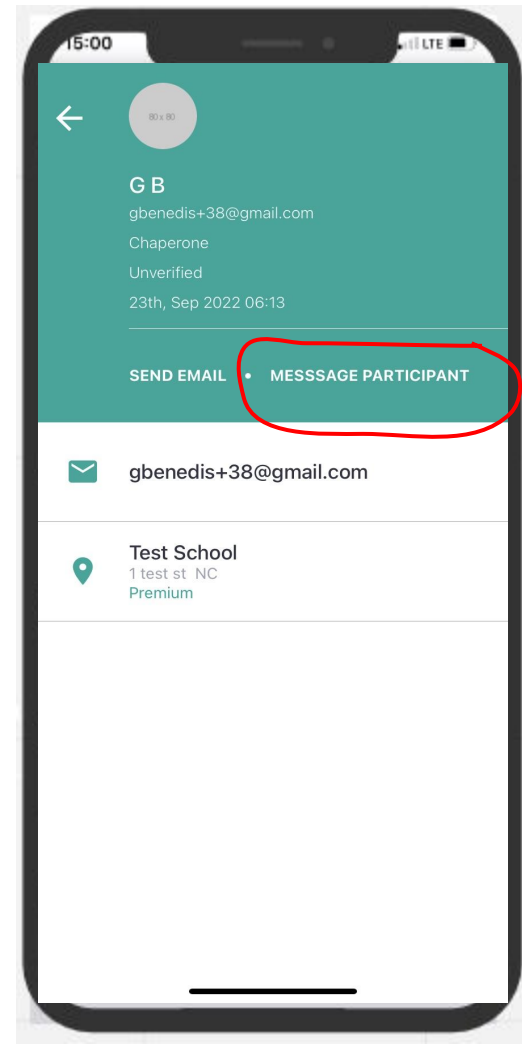 15:00
LTE
80 x 80
G B
gbenedis+38@gmail.com
Chaperone
Unverified
23th, Sep 2022 06:13
SEND EMAIL • MESSSAGE PARTICIPANT
gbenedis+38@gmail.com
Test School
1 test st NC
Premium